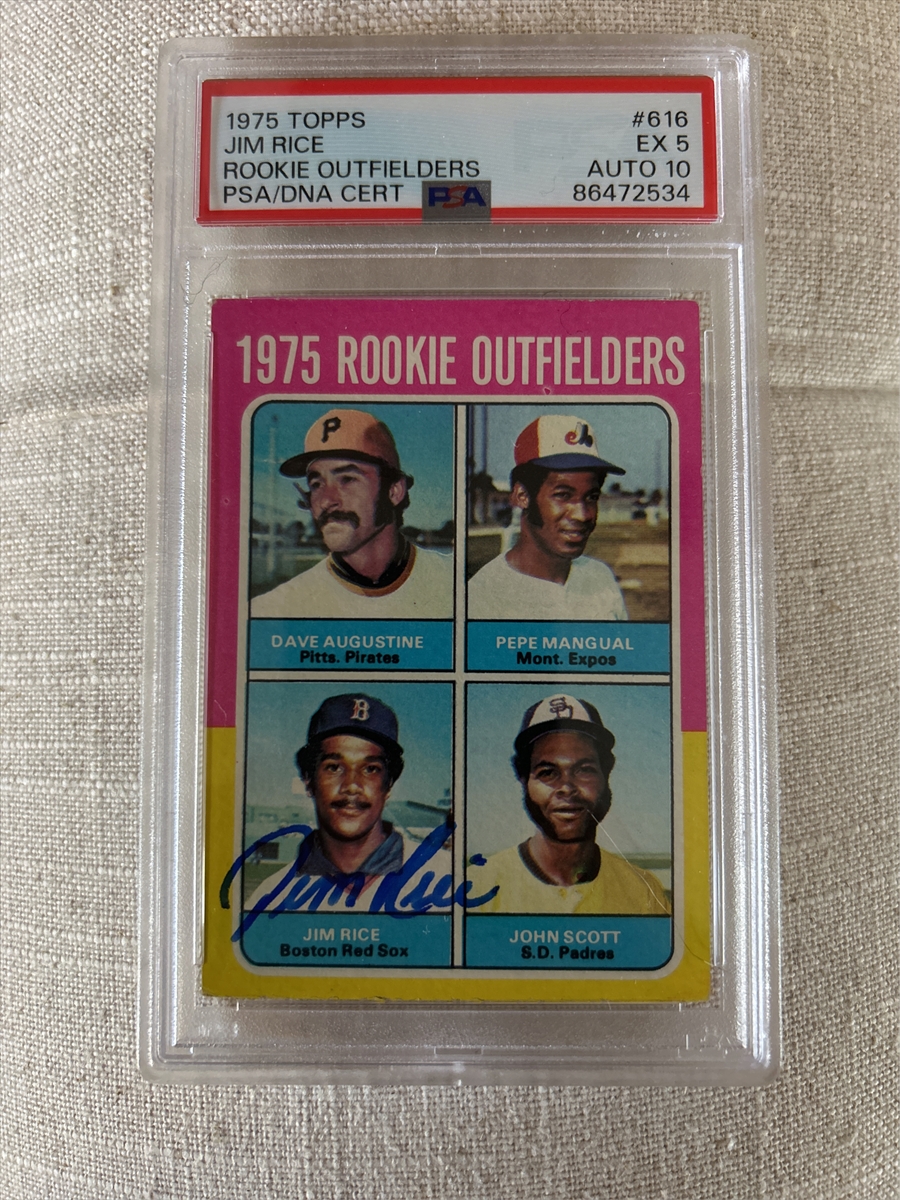 1975 TOPPS #616
JIM RICE EX 5
ROOKIE OUTFIELDERS AUTO 10
PSA/DNA CERT PSA 86472534
1975 ROOKIE OUTFIELDERS
P
DAVE AUGUSTINE
Pitts. Pirates
PEPE MANGUAL
Mont. Expos
B
SD
Jim Rice
JIM RICE
Boston Red Sox
JOHN SCOTT
S.D. Padres